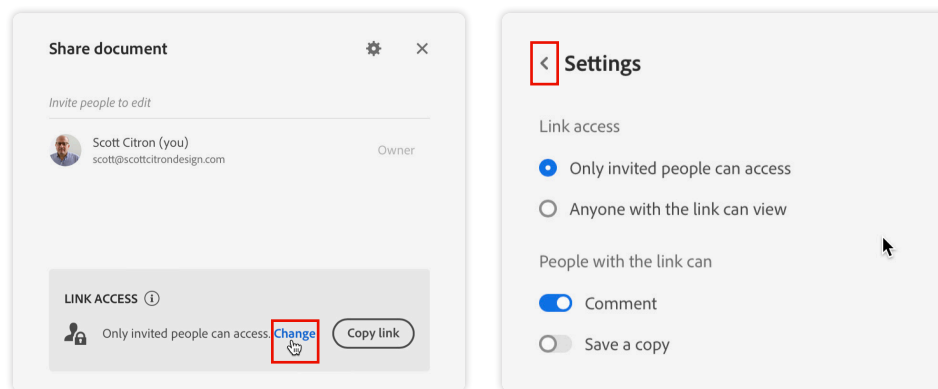 Share document
Invite people to edit
Scott Citron (you)
scott@scottcitrondesign.com
Owner
LINK ACCESS
Only invited people can access. Change
Copy link
Settings
Link access
Only invited people can access
Anyone with the link can view
People with the link can
Comment
Save a copy